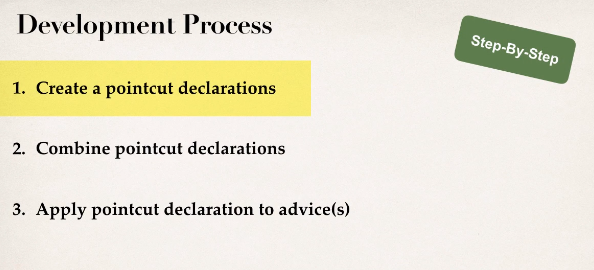 Development Process
Step-By-Step
1. Create a pointcut declarations
2. Combine pointcut declarations
3. Apply pointcut declaration to advice(s)